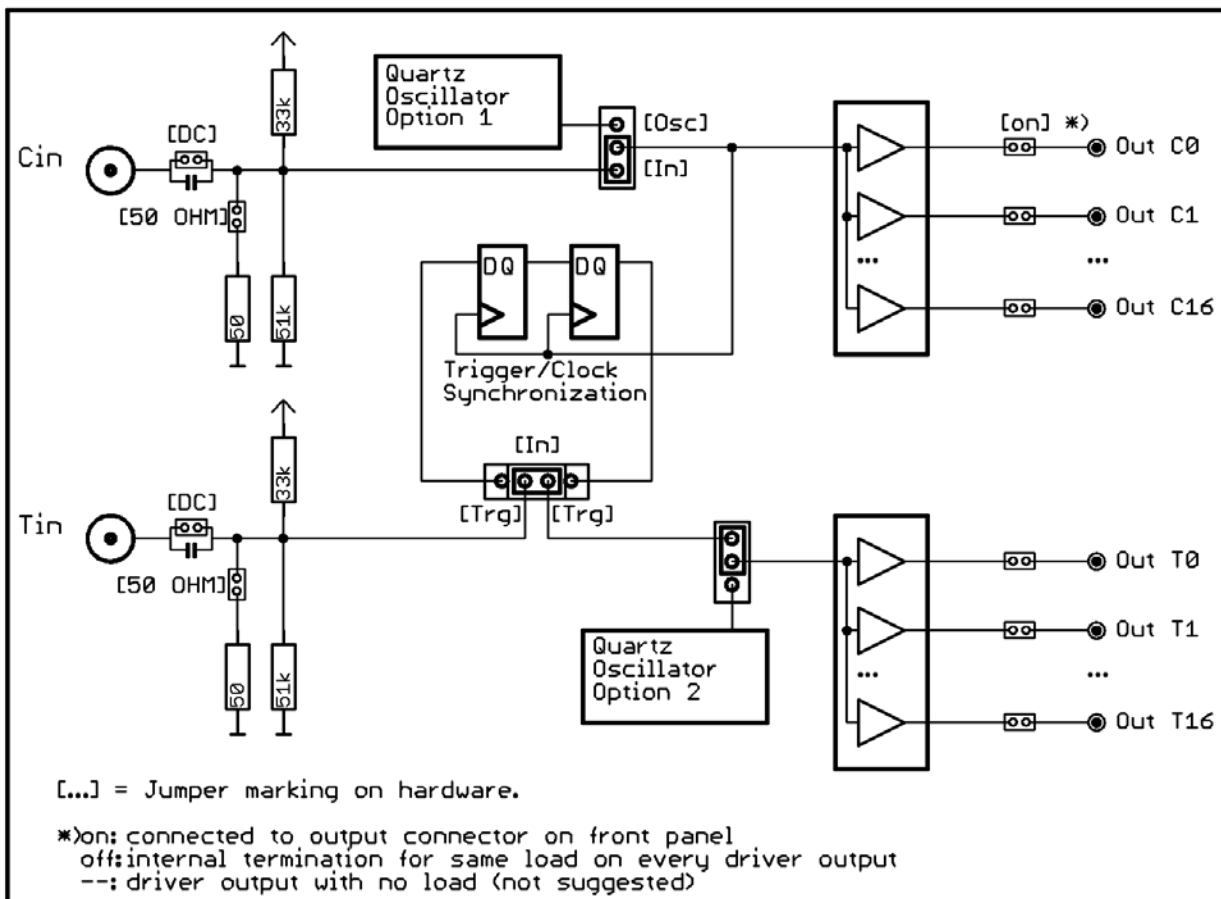 33k
Quartz
Oscillator
Option 1
[Osc]
[on] *)
[DC]
Cin
[In]
Out C0
[50 OHM]
Out C1
...
...
50
51k
DQ
DQ
Out C16
Trigger/Clock
Synchronization
33k
[In]
[DC]
[Trg]
[Trg]
Tin
Out T0
[50 OHM]
Out T1
Quartz
Oscillator
Option 2
...
...
50
51k
Out T16
[...] = Jumper marking on hardware.
*)on: connected to output connector on front panel
off: internal termination for same load on every driver output
--: driver output with no load (not suggested)